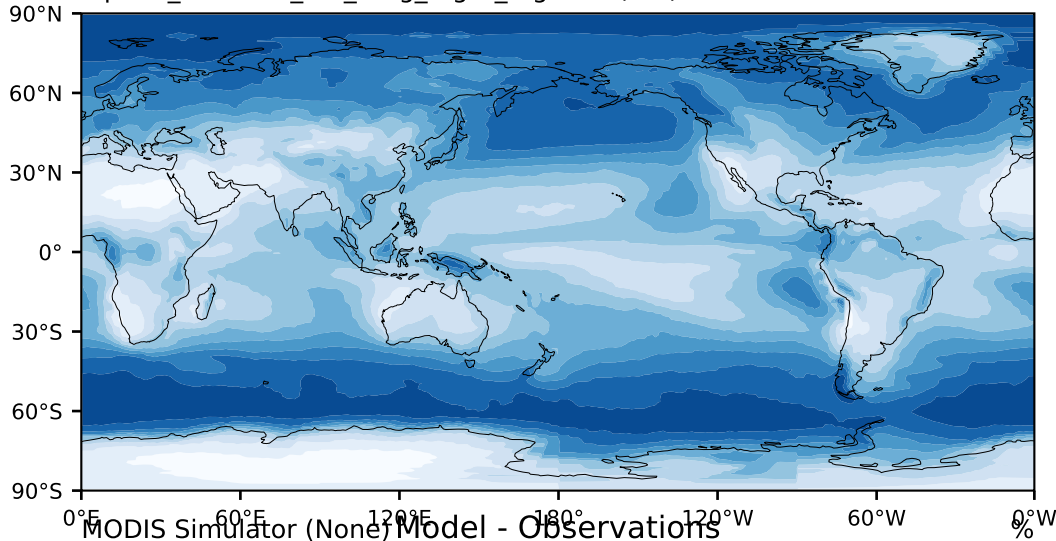 90°N
60°N
30°N
0°
30°S
60°S
90°S
0°E 60°E 120°E 180° 120°W 60°W 0°W
MODIS Simulator (None) Model - Observations %